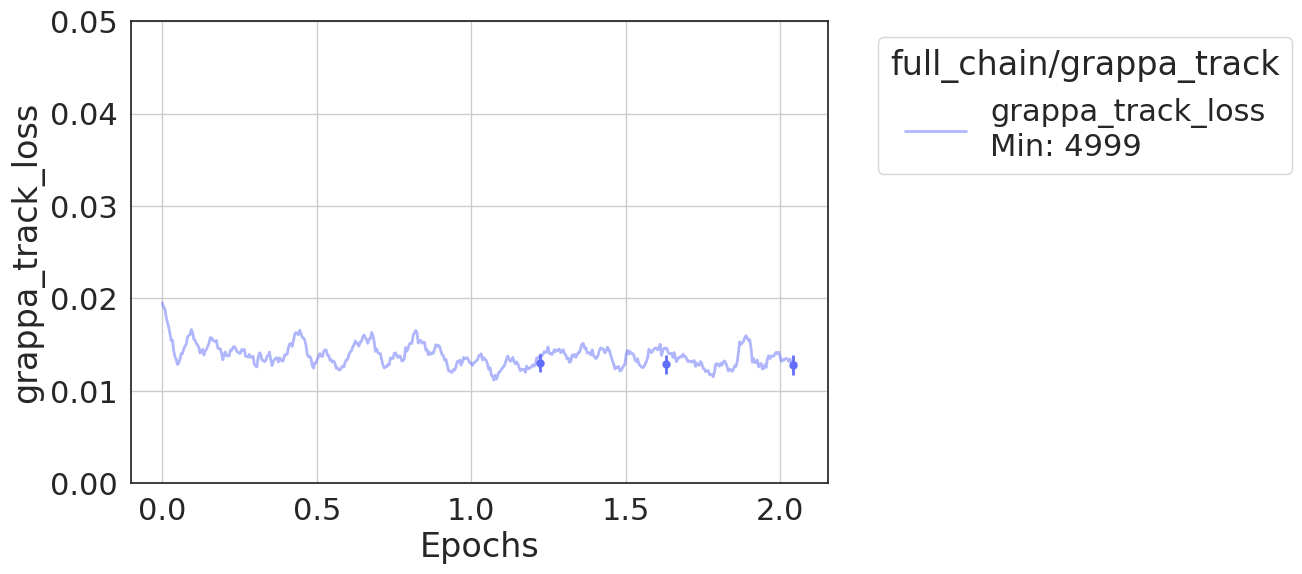 0.05
0.04
0.03
0.02
0.01
0.00
grappa_track_loss
0.0 0.5 1.0 1.5 2.0
Epochs
full_chain/grappa_track
grappa_track_loss
Min: 4999